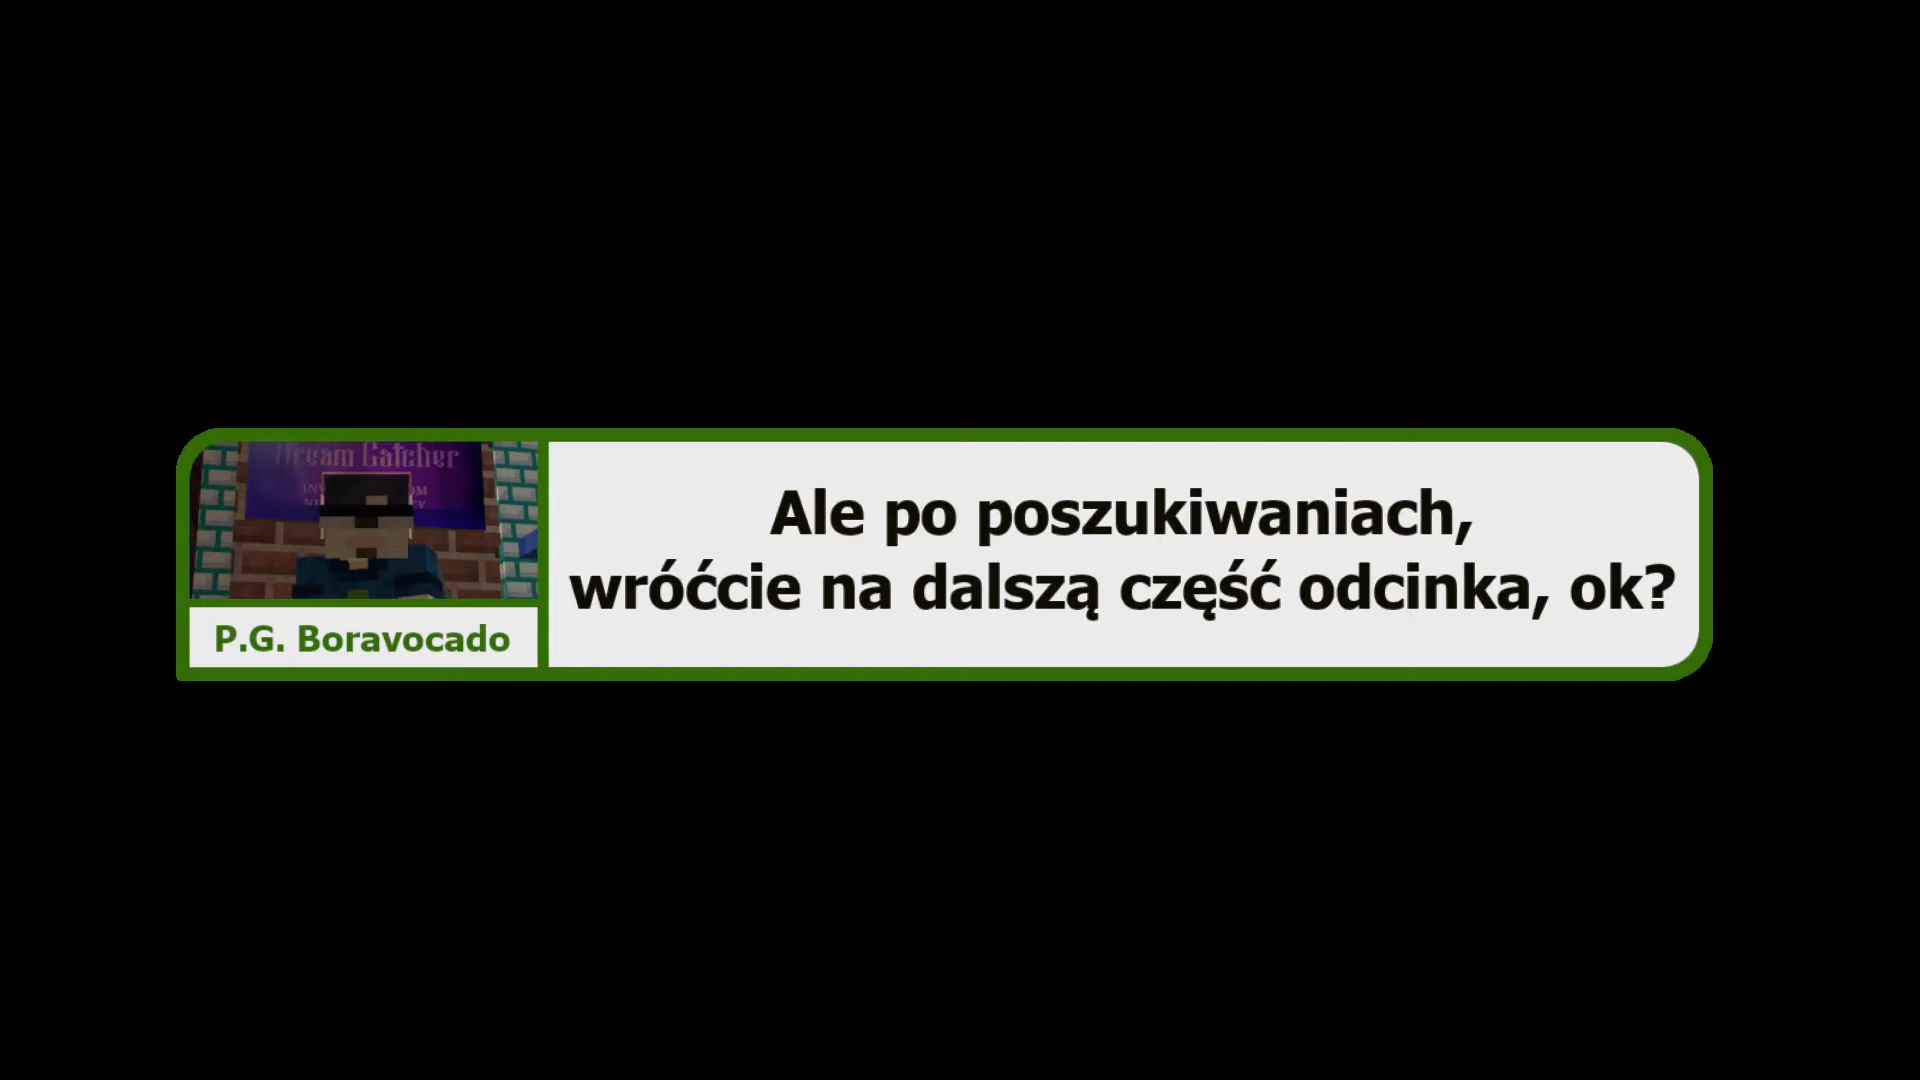 Dream Catcher
Ale po poszukiwaniach,
wróćcie na dalszą część odcinka, ok?
P.G. Boravocado